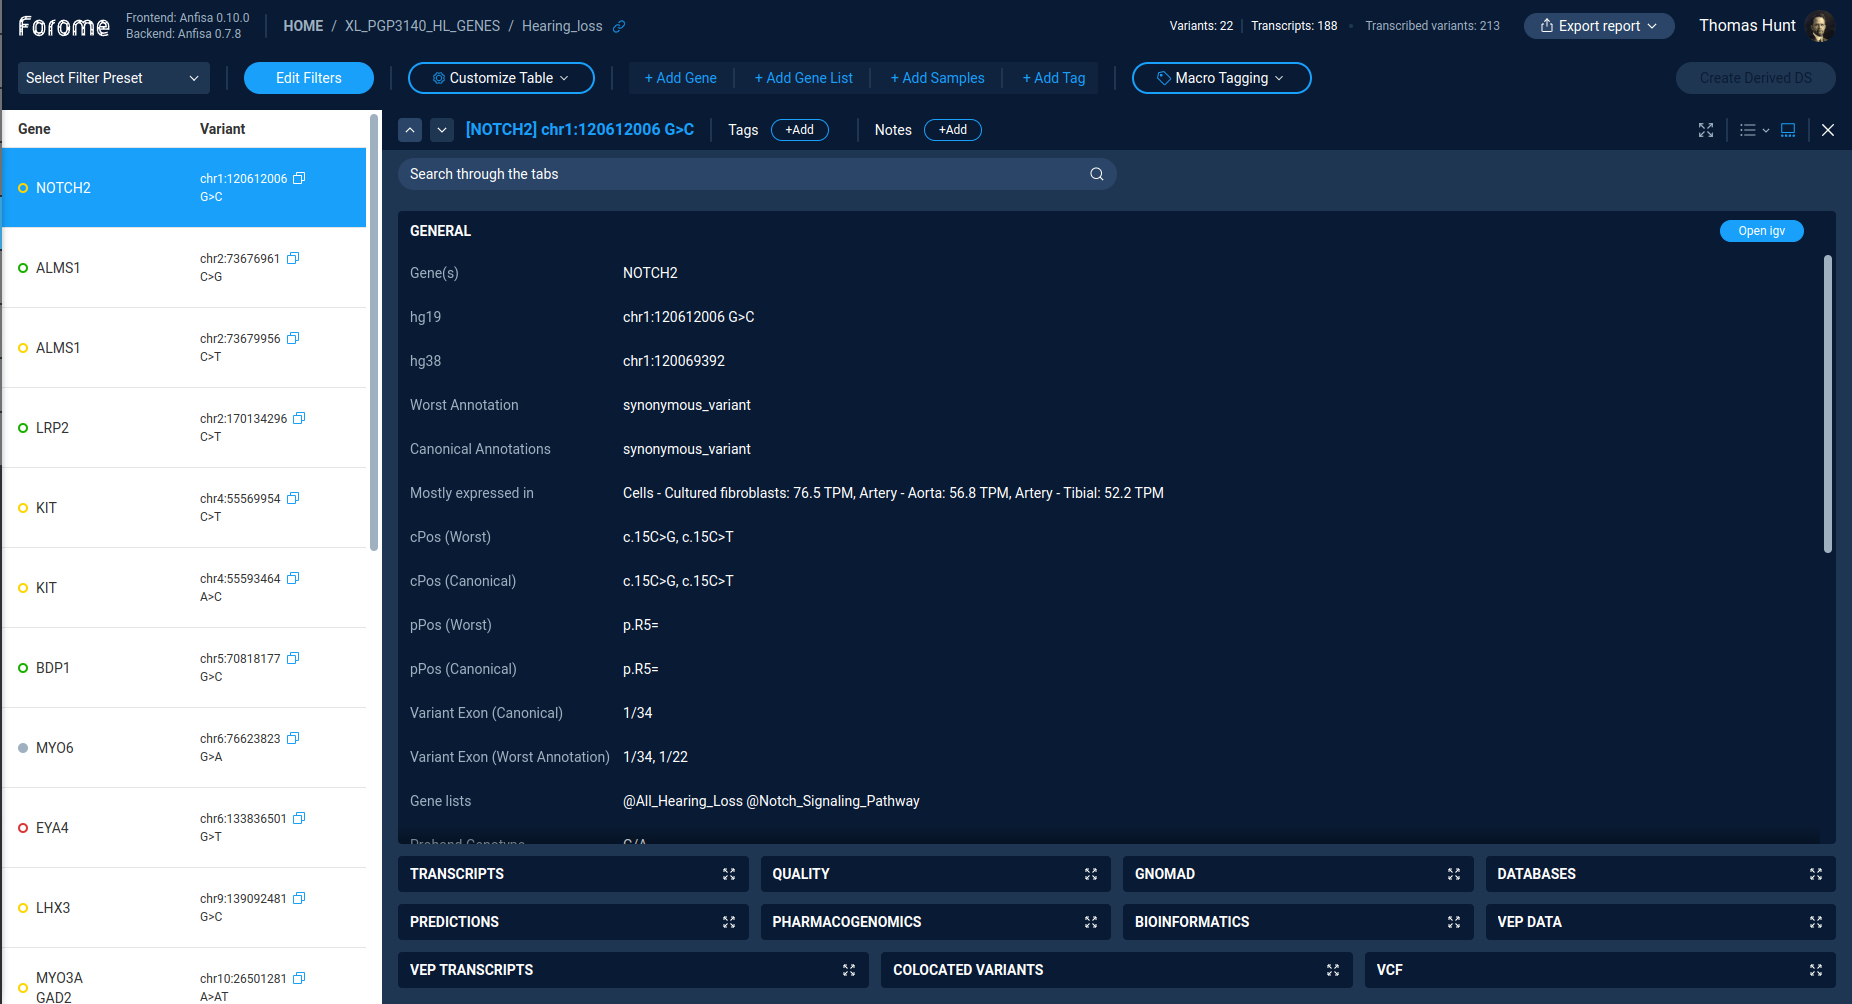 Forome
Frontend: Anfisa 0.10.0
Backend: Anfisa 0.7.8
HOME / XL_PGP3140_HL_GENES / Hearing_loss
Variants: 22 Transcripts: 188 Transcribed variants: 213
Export report
Thomas Hunt
Select Filter Preset
Edit Filters
Customize Table
+ Add Gene
+ Add Gene List
+ Add Samples
+ Add Tag
Macro Tagging
Create Derived DS
Gene Variant
NOTCH2
chr1:120612006
G>C
ALMS1
chr2:73676961
C>G
ALMS1
chr2:73679956
C>T
LRP2
chr2:170134296
C>T
KIT
chr4:55569954
C>T
KIT
chr4:55593464
A>C
BDP1
chr5:70818177
G>C
MYO6
chr6:76623823
G>A
EYA4
chr6:133836501
G>T
LHX3
chr9:139092481
G>C
MYO3A
GAD2
chr10:26501281
A>AT
[NOTCH2] chr1:120612006 G>C
Tags +Add
Notes +Add
Search through the tabs
GENERAL
Open Igv
Gene(s) NOTCH2
hg19 chr1:120612006 G>C
hg38 chr1:120069392
Worst Annotation synonymous_variant
Canonical Annotations synonymous_variant
Mostly expressed in Cells - Cultured fibroblasts: 76.5 TPM, Artery - Aorta: 56.8 TPM, Artery - Tibial: 52.2 TPM
cPos (Worst) c.15C>G, c.15C>T
cPos (Canonical) c.15C>G, c.15C>T
pPos (Worst) p.R5=
pPos (Canonical) p.R5=
Variant Exon (Canonical) 1/34
Variant Exon (Worst Annotation) 1/34, 1/22
Gene lists @All_Hearing_Loss @Notch_Signaling_Pathway
Proband Genotype
TRANSCRIPTS
QUALITY
GNOMAD
DATABASES
PREDICTIONS
PHARMACOGENOMICS
BIOINFORMATICS
VEP DATA
VEP TRANSCRIPTS
COLOCATED VARIANTS
VCF